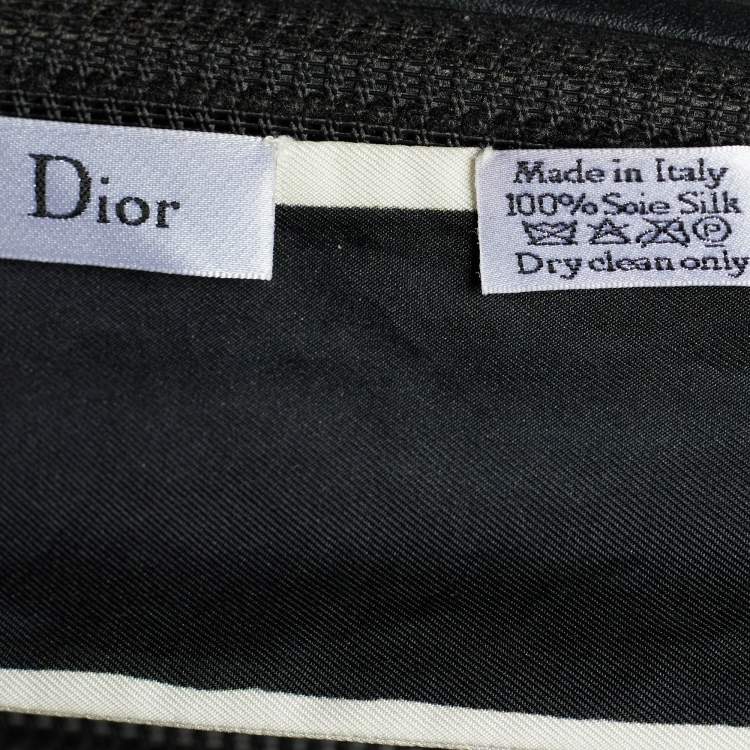 Dior
Made in Italy
100% Soie Silk
P
Dry clean only